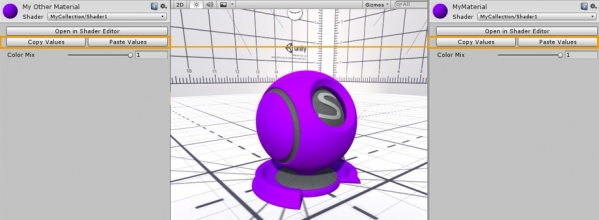 My Other Material
Shader MyCollection/Shader1
Open in Shader Editor
Copy Values Paste Values
Color Mix 1
2D Gizmos All
unity
S
MyMaterial
Shader MyCollection/Shader1
Open in Shader Editor
Copy Values Paste Values
Color Mix 1